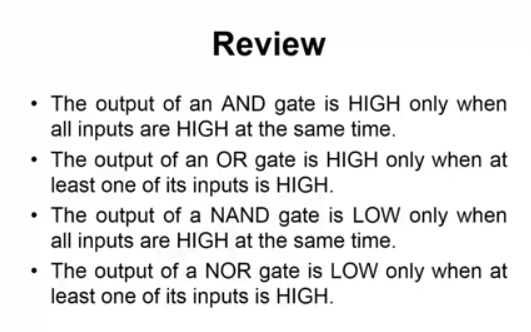 Review
• The output of an AND gate is HIGH only when
all inputs are HIGH at the same time.
• The output of an OR gate is HIGH only when at
least one of its inputs is HIGH.
• The output of a NAND gate is LOW only when
all inputs are HIGH at the same time.
• The output of a NOR gate is LOW only when at
least one of its inputs is HIGH.